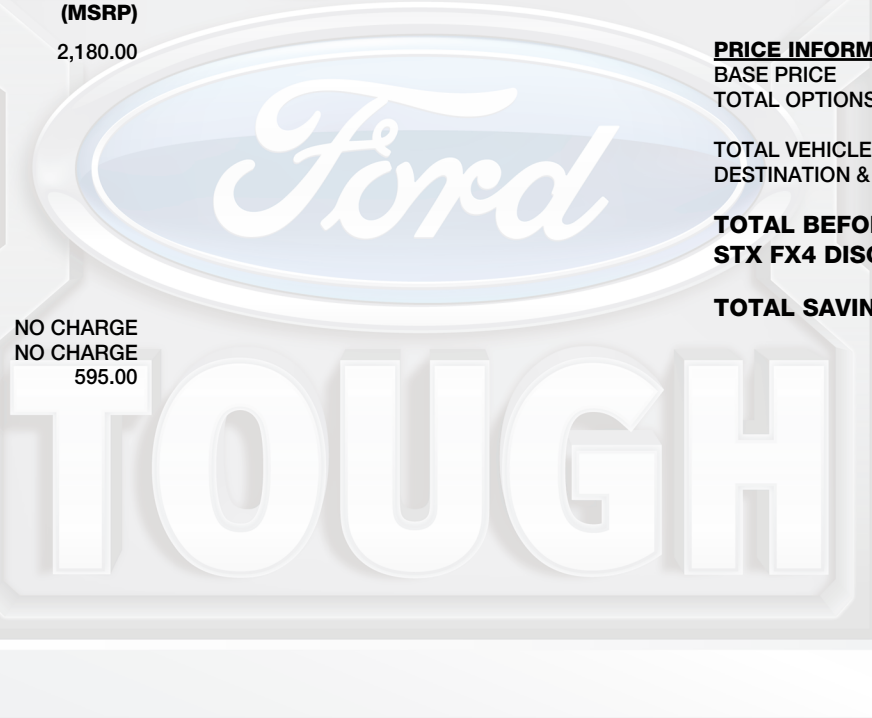 (MSRP)
2,180.00
NO CHARGE
NO CHARGE
595.00
PRICE INFORM
BASE PRICE
TOTAL OPTIONS
TOTAL VEHICLE
DESTINATION &
TOTAL BEFO
STX FX4 DISC
TOTAL SAVIN
Ford
TOUGH